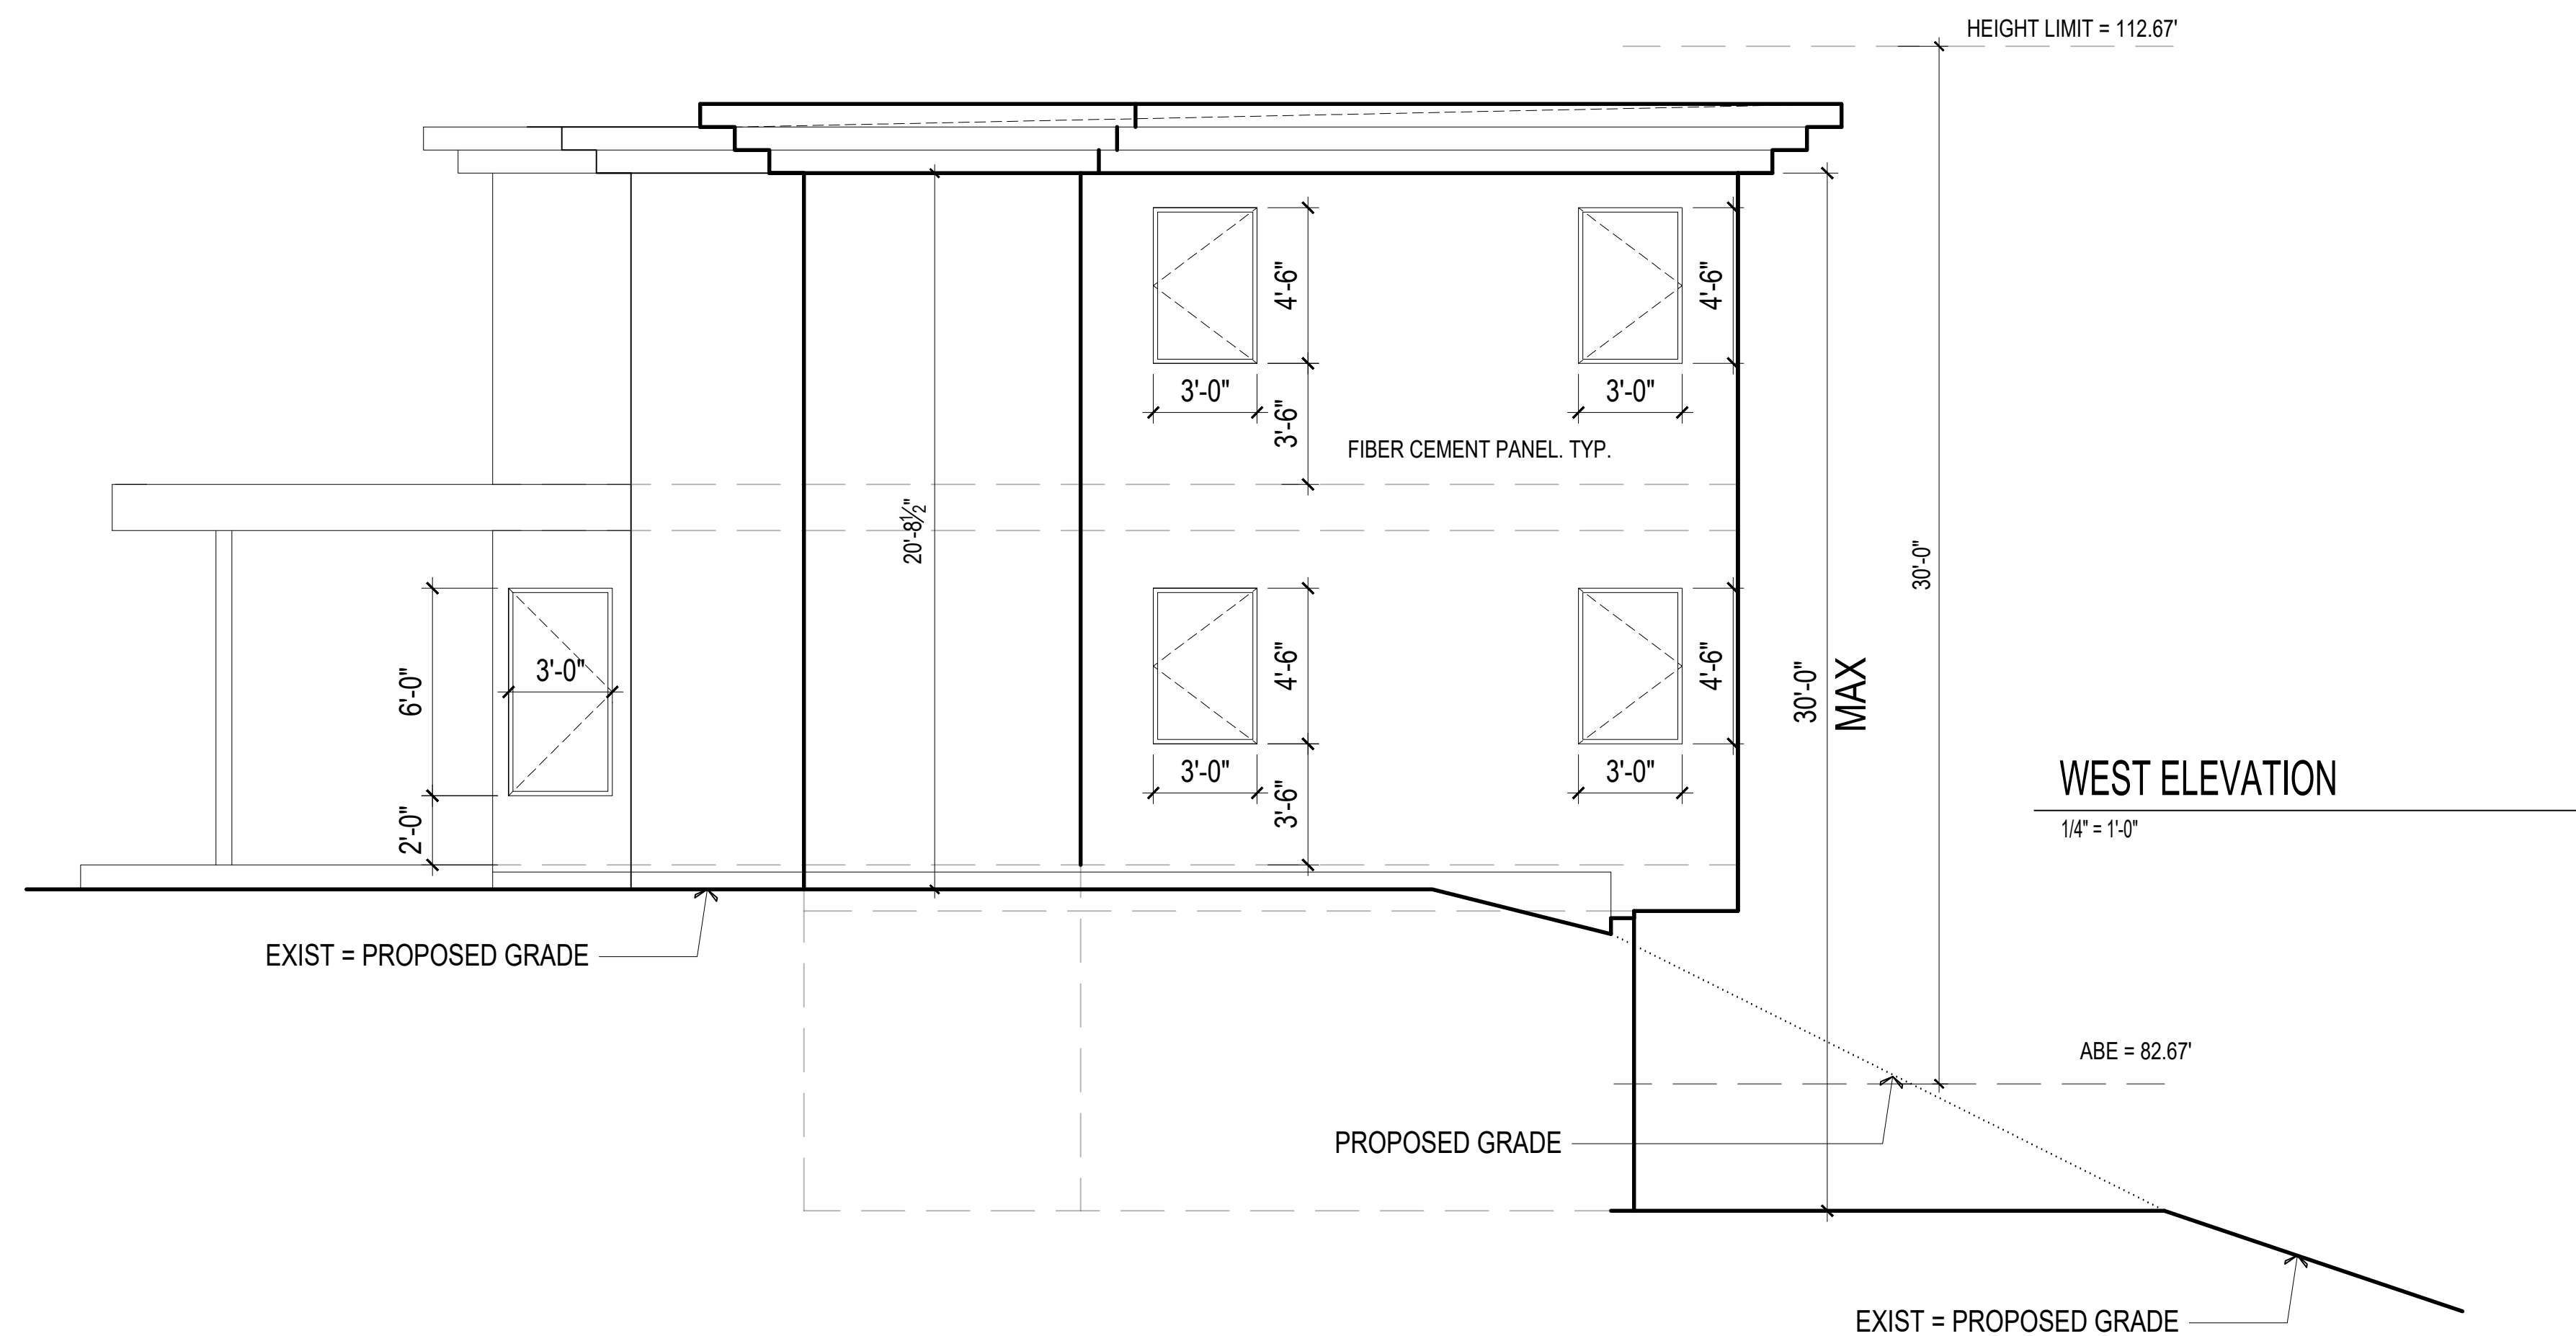 HEIGHT LIMIT = 112.67'
4'-6"
4'-6"
3'-0"
3'-0"
3'-6"
FIBER CEMENT PANEL. TYP.
20'-8½"
30'-0"
6'-0"
3'-0"
4'-6"
4'-6"
30'-0"
MAX
3'-0"
3'-0"
2'-0"
3'-6"
WEST ELEVATION
1/4" = 1'-0"
EXIST = PROPOSED GRADE
ABE = 82.67'
PROPOSED GRADE
EXIST = PROPOSED GRADE